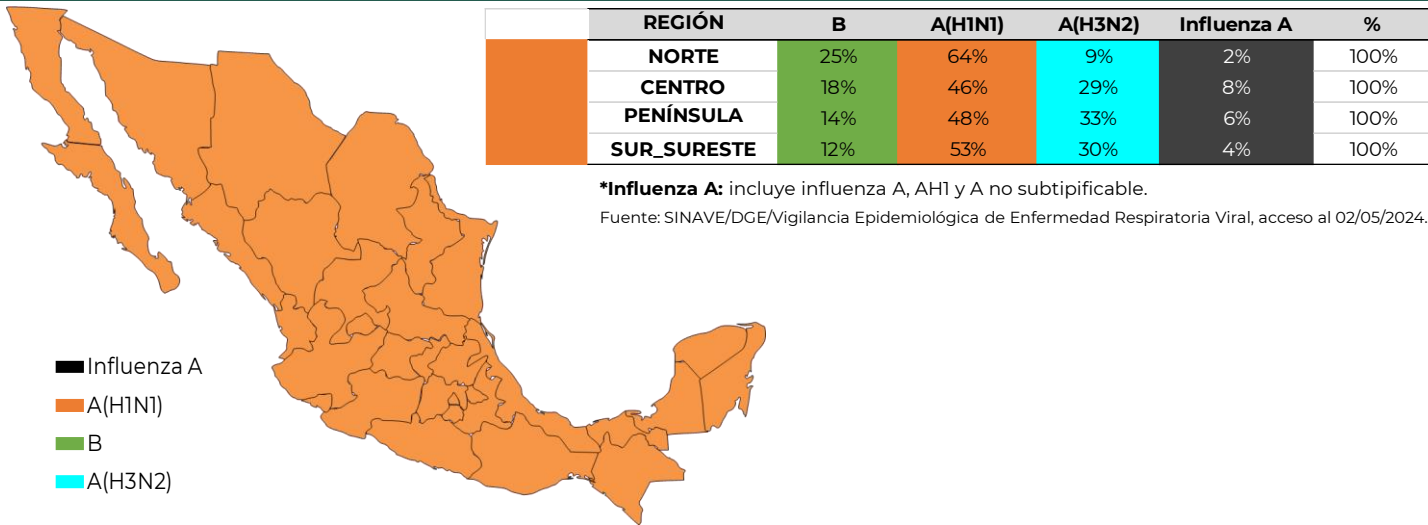 REGIÓN B A(H1N1) A(H3N2) Influenza A %
NORTE 25% 64% 9% 2% 100%
CENTRO 18% 46% 29% 8% 100%
PENÍNSULA 14% 48% 33% 6% 100%
SUR_SURESTE 12% 53% 30% 4% 100%
*Influenza A: incluye influenza A, AH1 y A no subtipificable.
Fuente: SINAVE/DGE/Vigilancia Epidemiológica de Enfermedad Respiratoria Viral, acceso al 02/05/2024.
Influenza A
A(H1N1)
B
A(H3N2)